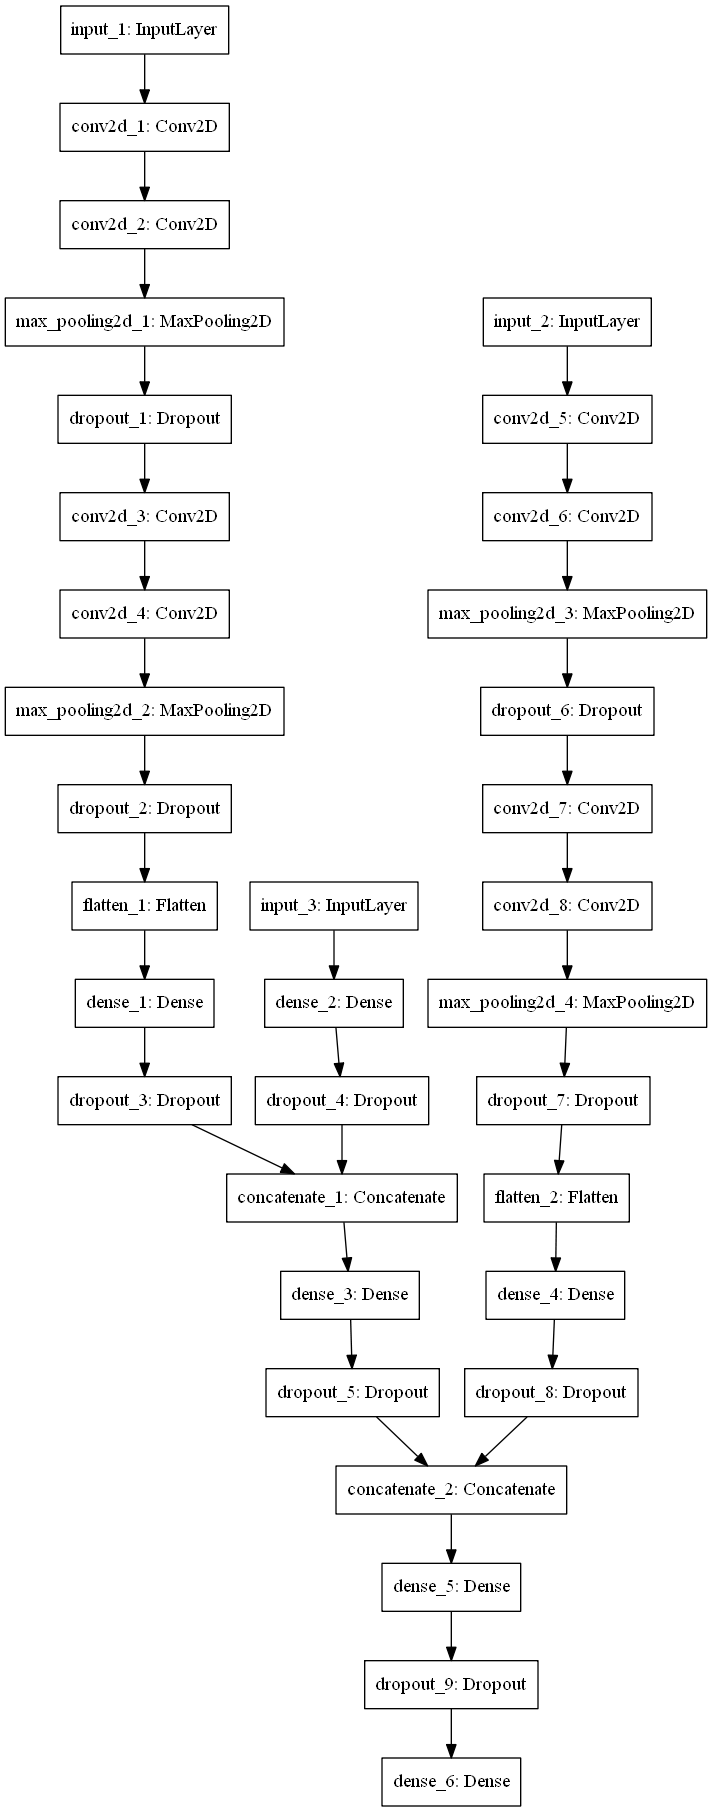 input_1: InputLayer
conv2d_1: Conv2D
conv2d_2: Conv2D
max_pooling2d_1: MaxPooling2D
input_2: InputLayer
dropout_1: Dropout
conv2d_5: Conv2D
conv2d_3: Conv2D
conv2d_6: Conv2D
conv2d_4: Conv2D
max_pooling2d_3: MaxPooling2D
max_pooling2d_2: MaxPooling2D
dropout_6: Dropout
dropout_2: Dropout
conv2d_7: Conv2D
flatten_1: Flatten
input_3: InputLayer
conv2d_8: Conv2D
dense_1: Dense
dense_2: Dense
max_pooling2d_4: MaxPooling2D
dropout_3: Dropout
dropout_4: Dropout
dropout_7: Dropout
concatenate_1: Concatenate
flatten_2: Flatten
dense_3: Dense
dense_4: Dense
dropout_5: Dropout
dropout_8: Dropout
concatenate_2: Concatenate
dense_5: Dense
dropout_9: Dropout
dense_6: Dense